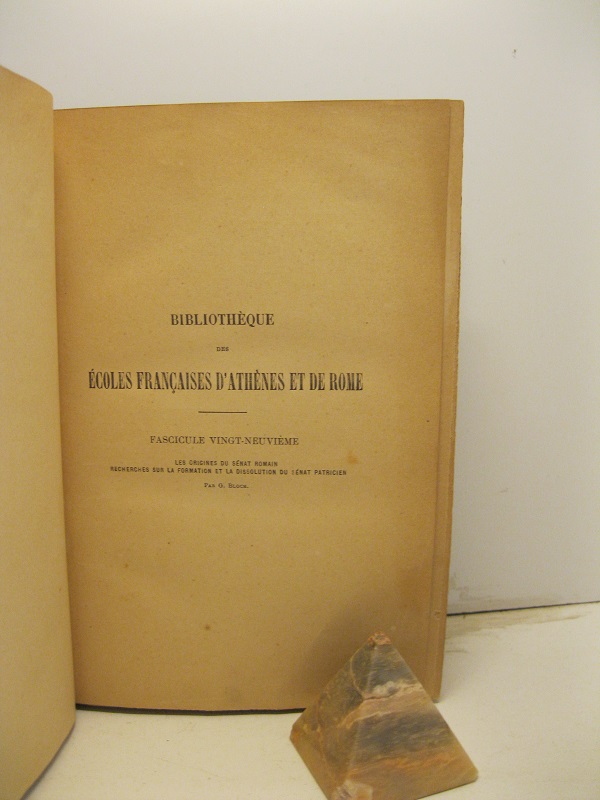 BIBLIOTHÈQUE
DES
ÉCOLES FRANÇAISES D'ATHÈNES ET DE ROME
FASCICULE VINGT-NEUVIÈME
LES ORIGINES DU SÉNAT ROMAIN
RECHERCHES SUR LA FORMATION ET LA DISSOLUTION DU SÉNAT PATRICIEN
PAR G. BLOCH.